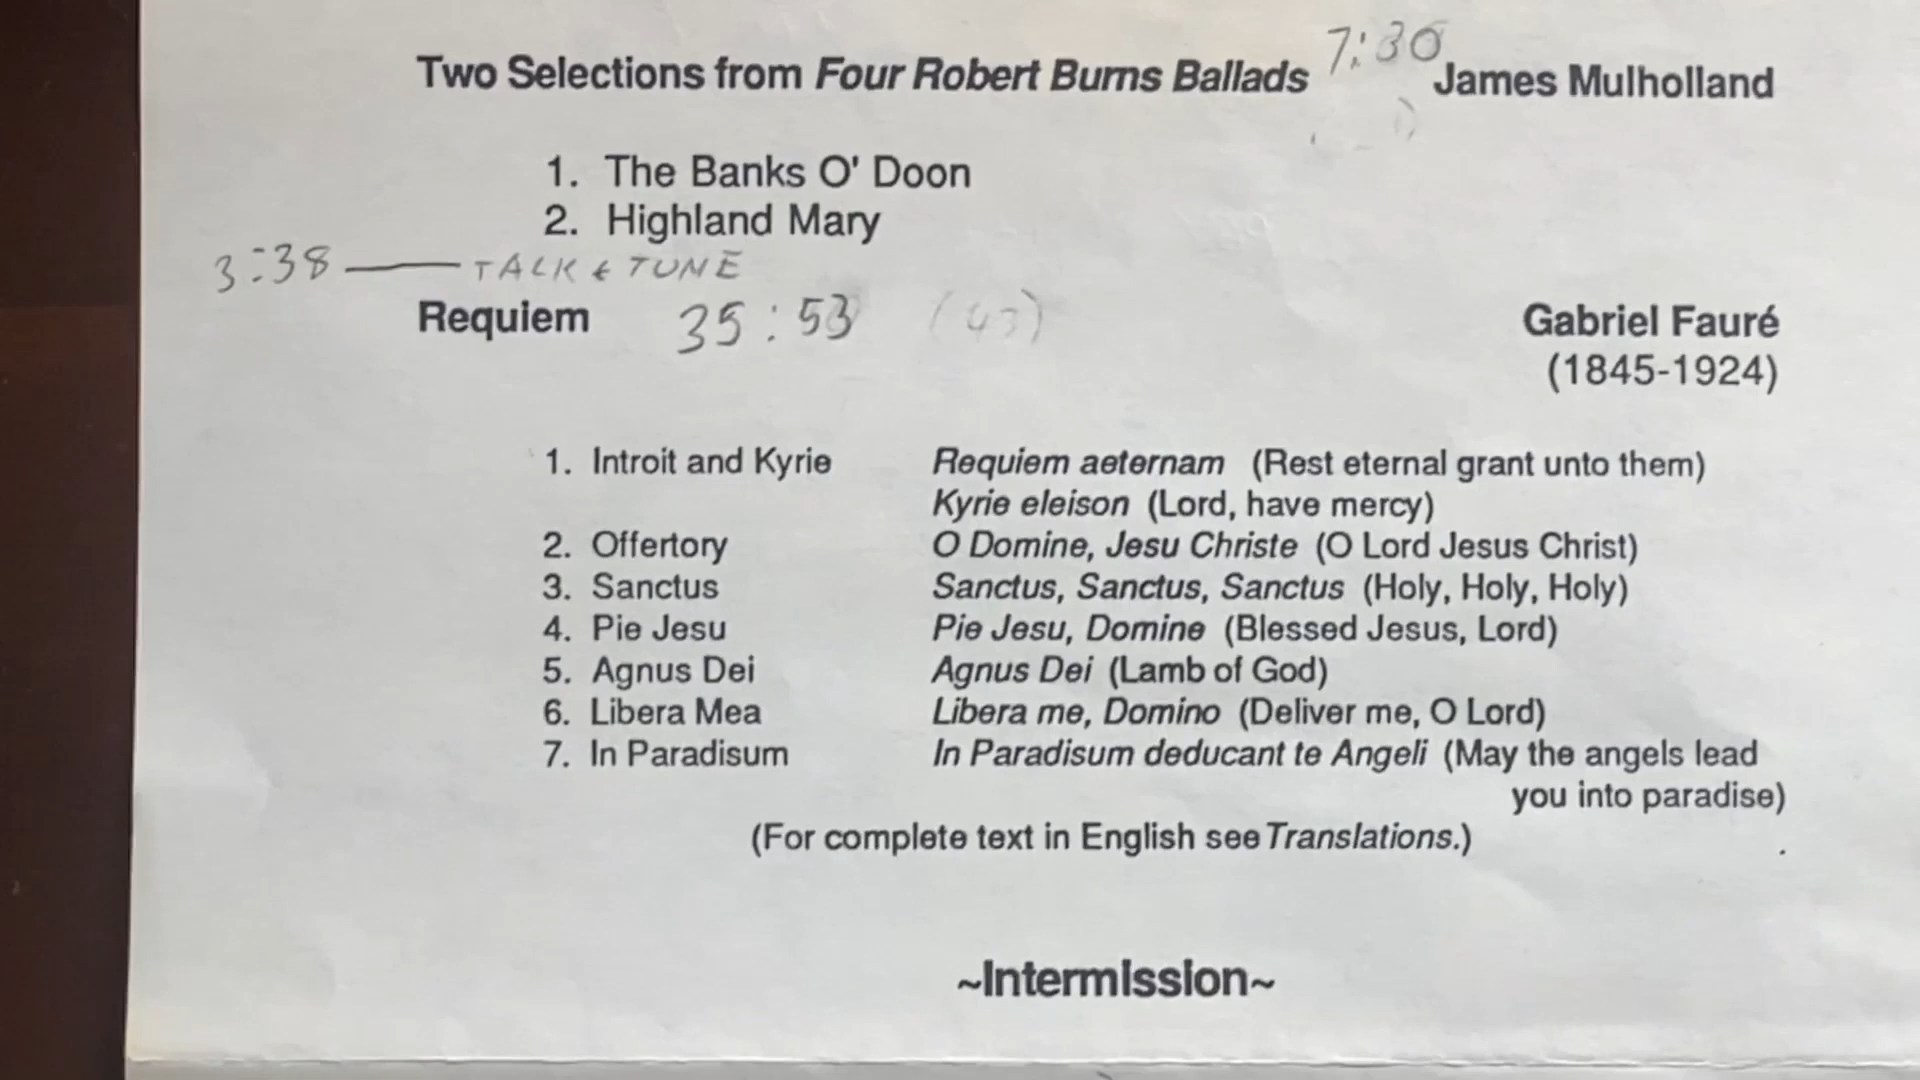 Two Selections from Four Robert Burns Ballads 7:30 James Mulholland
1. The Banks O' Doon
2. Highland Mary
3:38 — TALK & TUNE
Requiem 35:53 Gabriel Fauré
(1845-1924)
1. Introit and Kyrie Requiem aeternam (Rest eternal grant unto them)
Kyrie eleison (Lord, have mercy)
2. Offertory O Domine, Jesu Christe (O Lord Jesus Christ)
3. Sanctus Sanctus, Sanctus, Sanctus (Holy, Holy, Holy)
4. Pie Jesu Pie Jesu, Domine (Blessed Jesus, Lord)
5. Agnus Dei Agnus Dei (Lamb of God)
6. Libera Mea Libera me, Domino (Deliver me, O Lord)
7. In Paradisum In Paradisum deducant te Angeli (May the angels lead
you into paradise)
(For complete text in English see Translations.)
~Intermission~